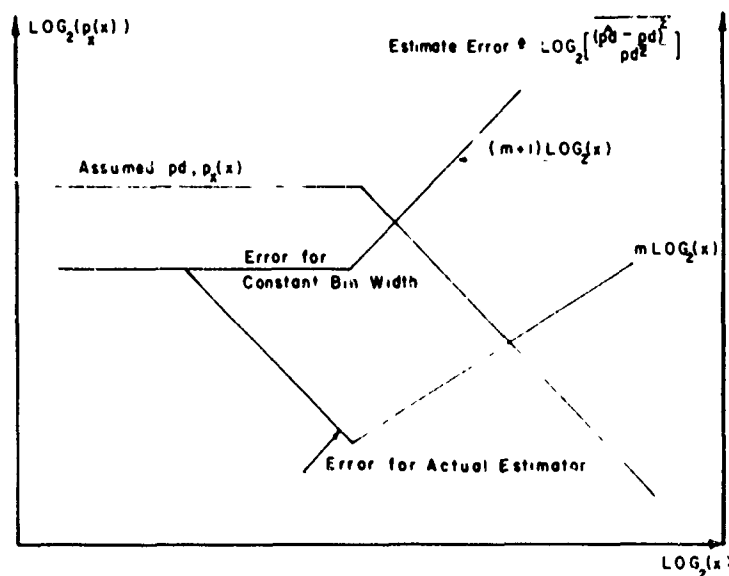 LOG₂(pₓ(x))
Estimate Error ↑ LOG₂[(p̂d - pd)² / pd²]
(m+1)LOG₂(x)
Assumed pd, pₓ(x)
mLOG₂(x)
Error for
Constant Bin Width
Error for Actual Estimator
LOG₂(x)